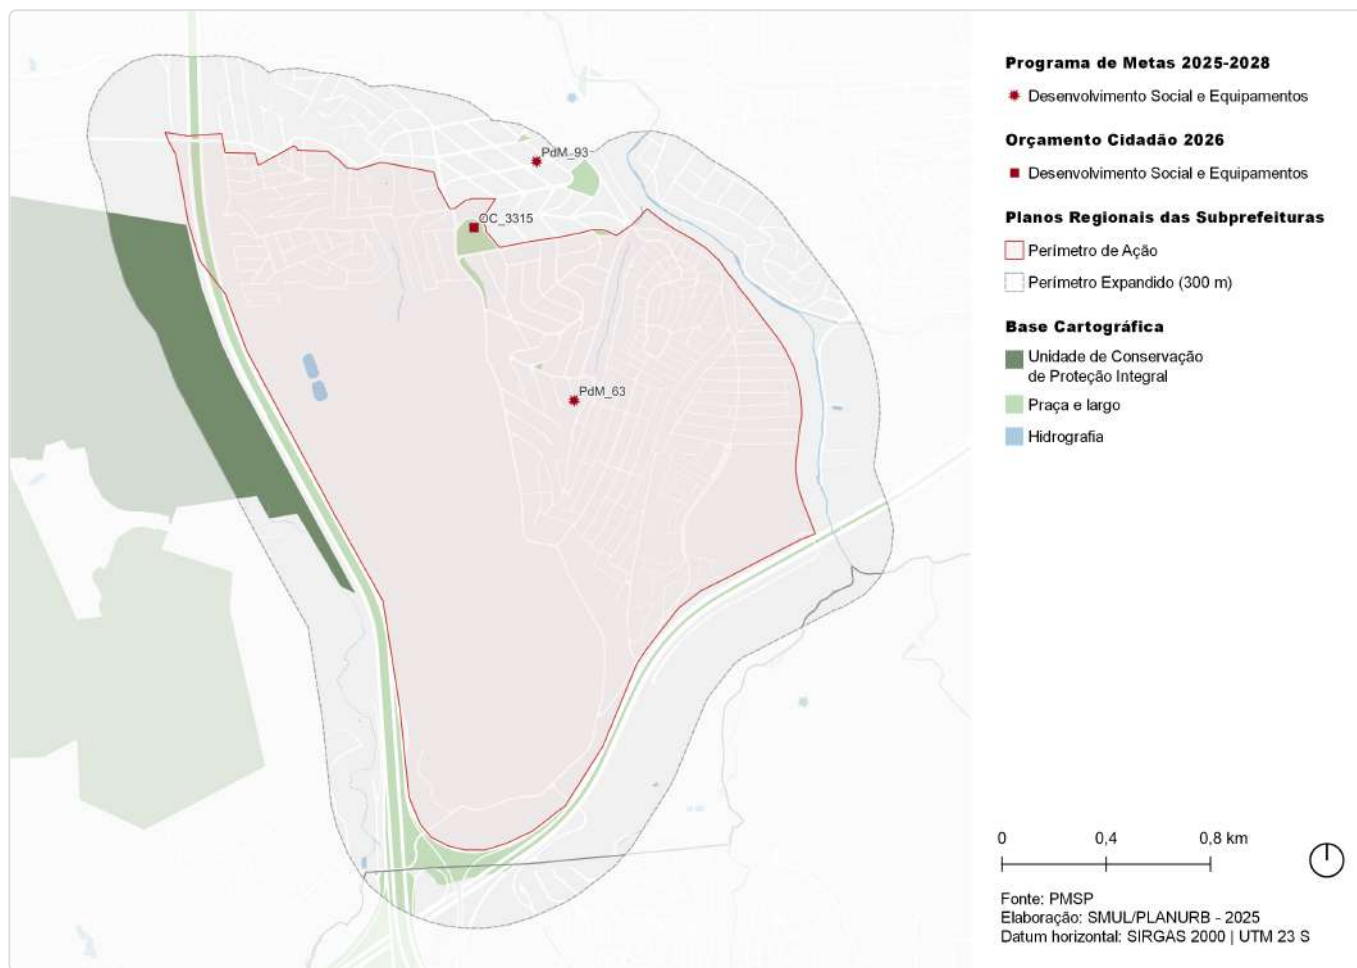 PdM_93
OC_3315
PdM_63
Programa de Metas 2025-2028
Desenvolvimento Social e Equipamentos
Orçamento Cidadão 2026
Desenvolvimento Social e Equipamentos
Planos Regionais das Subprefeituras
Perímetro de Ação
Perímetro Expandido (300 m)
Base Cartográfica
Unidade de Conservação
de Proteção Integral
Praça e largo
Hidrografia
0 0,4 0,8 km
Fonte: PMSP
Elaboração: SMUL/PLANURB - 2025
Datum horizontal: SIRGAS 2000 | UTM 23 S